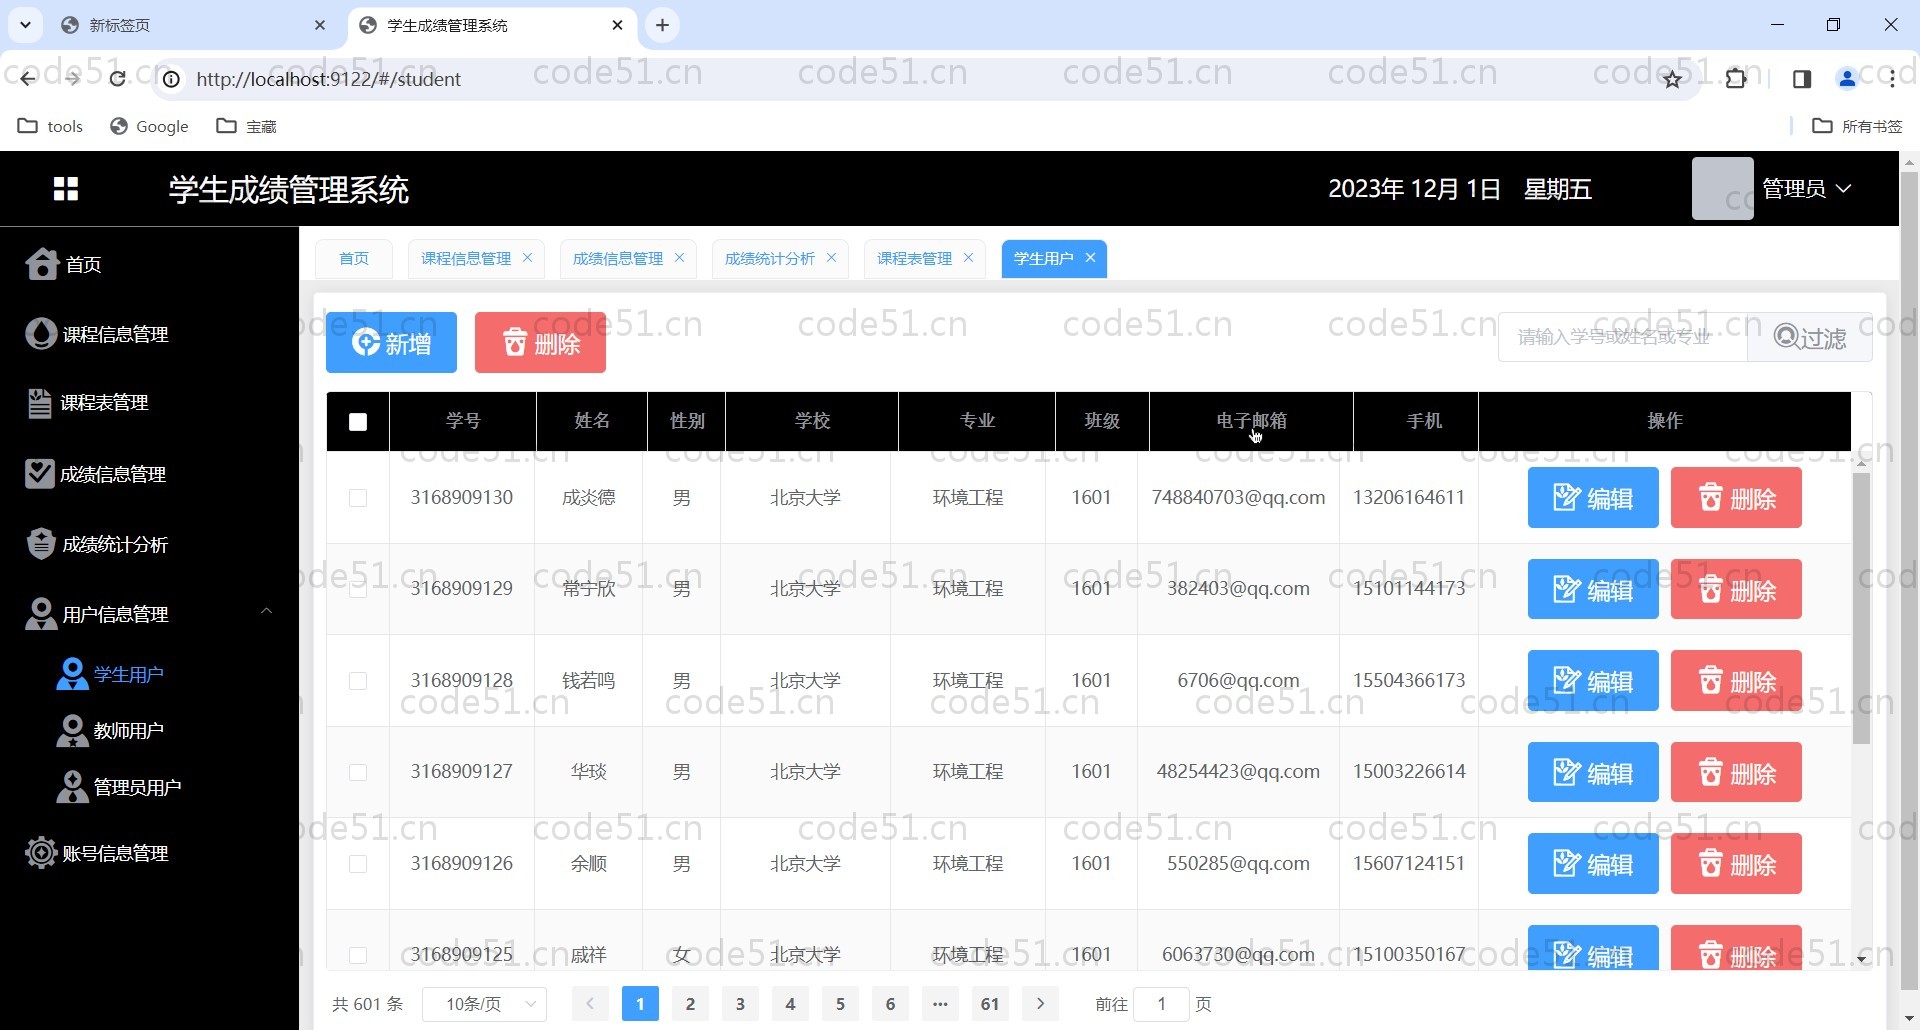 新标签页
学生成绩管理系统
http://localhost:9122/#/student
tools Google 宝藏 所有书签
学生成绩管理系统 2023年 12月 1日 星期五 管理员
首页
课程信息管理
课程表管理
成绩信息管理
成绩统计分析
用户信息管理
学生用户
教师用户
管理员用户
账号信息管理
首页 课程信息管理 成绩信息管理 成绩统计分析 课程表管理 学生用户
新增 删除 请输入学号或姓名或专业 过滤
学号 姓名 性别 学校 专业 班级 电子邮箱 手机 操作
3168909130 成炎德 男 北京大学 环境工程 1601 748840703@qq.com 13206164611 编辑 删除
3168909129 常宁欣 男 北京大学 环境工程 1601 382403@qq.com 15101144173 编辑 删除
3168909128 钱若鸣 男 北京大学 环境工程 1601 6706@qq.com 15504366173 编辑 删除
3168909127 华琰 男 北京大学 环境工程 1601 48254423@qq.com 15003226614 编辑 删除
3168909126 余顺 男 北京大学 环境工程 1601 550285@qq.com 15607124151 编辑 删除
3168909125 戚祥 女 北京大学 环境工程 1601 6063730@qq.com 15100350167 编辑 删除
共 601 条 10条/页 1 2 3 4 5 6 ... 61 前往 1 页
code51.cn